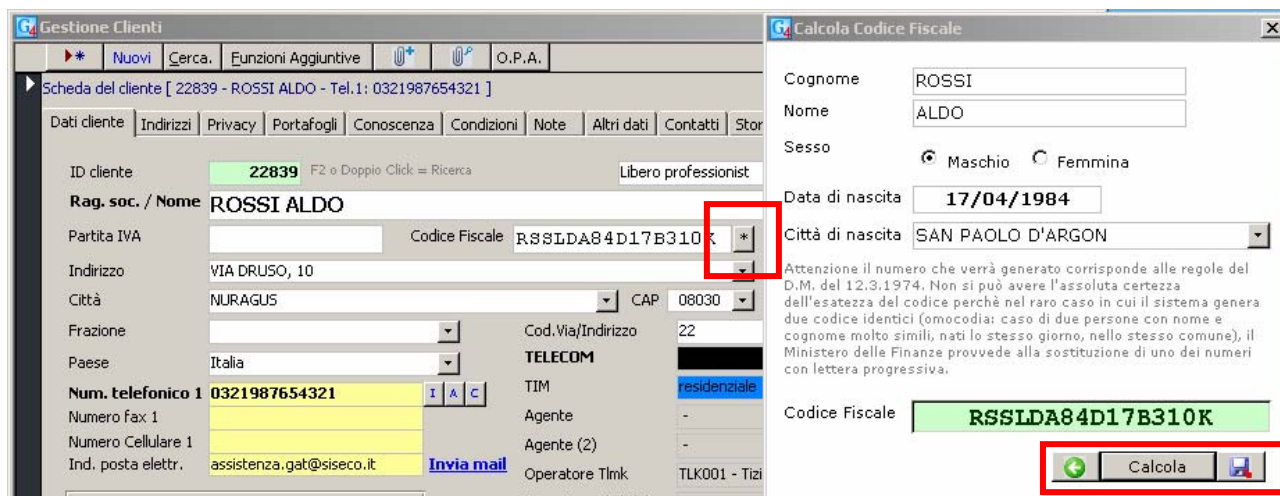 Gestione Clienti
Nuovi Cerca. Funzioni Aggiuntive O.P.A.
Scheda del cliente [ 22839 - ROSSI ALDO - Tel.1: 0321987654321 ]
Dati cliente Indirizzi Privacy Portafogli Conoscenza Condizioni Note Altri dati Contatti Stor
ID cliente 22839 F2 o Doppio Click = Ricerca Libero professionist
Rag. soc. / Nome ROSSI ALDO
Partita IVA Codice Fiscale RSSLDA84D17B310K *
Indirizzo VIA DRUSO, 10
Città NURAGUS CAP 08030
Frazione Cod.Via/Indirizzo 22
Paese Italia TELECOM
Num. telefonico 1 0321987654321 I A C TIM residenziale
Numero fax 1 Agente -
Numero Cellulare 1 Agente (2) -
Ind. posta elettr. assistenza.gat@siseco.it Invia mail Operatore Tlmk TLK001 - Tizi
Calcola Codice Fiscale
Cognome ROSSI
Nome ALDO
Sesso Maschio Femmina
Data di nascita 17/04/1984
Città di nascita SAN PAOLO D'ARGON
Attenzione il numero che verrà generato corrisponde alle regole del
D.M. del 12.3.1974. Non si può avere l'assoluta certezza
dell'esatezza del codice perchè nel raro caso in cui il sistema genera
due codice identici (omocodia: caso di due persone con nome e
cognome molto simili, nati lo stesso giorno, nello stesso comune), il
Ministero delle Finanze provvede alla sostituzione di uno dei numeri
con lettera progressiva.
Codice Fiscale RSSLDA84D17B310K
Calcola